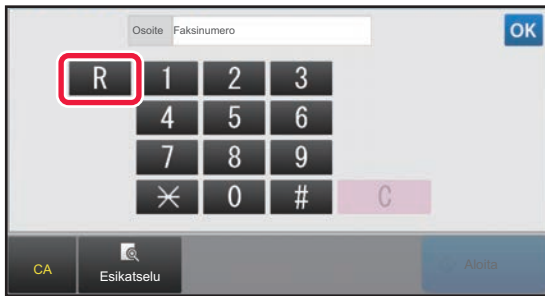 Osoite Faksinumero OK
R 1 2 3
4 5 6
7 8 9
* 0 # C
CA Esikatselu Aloita